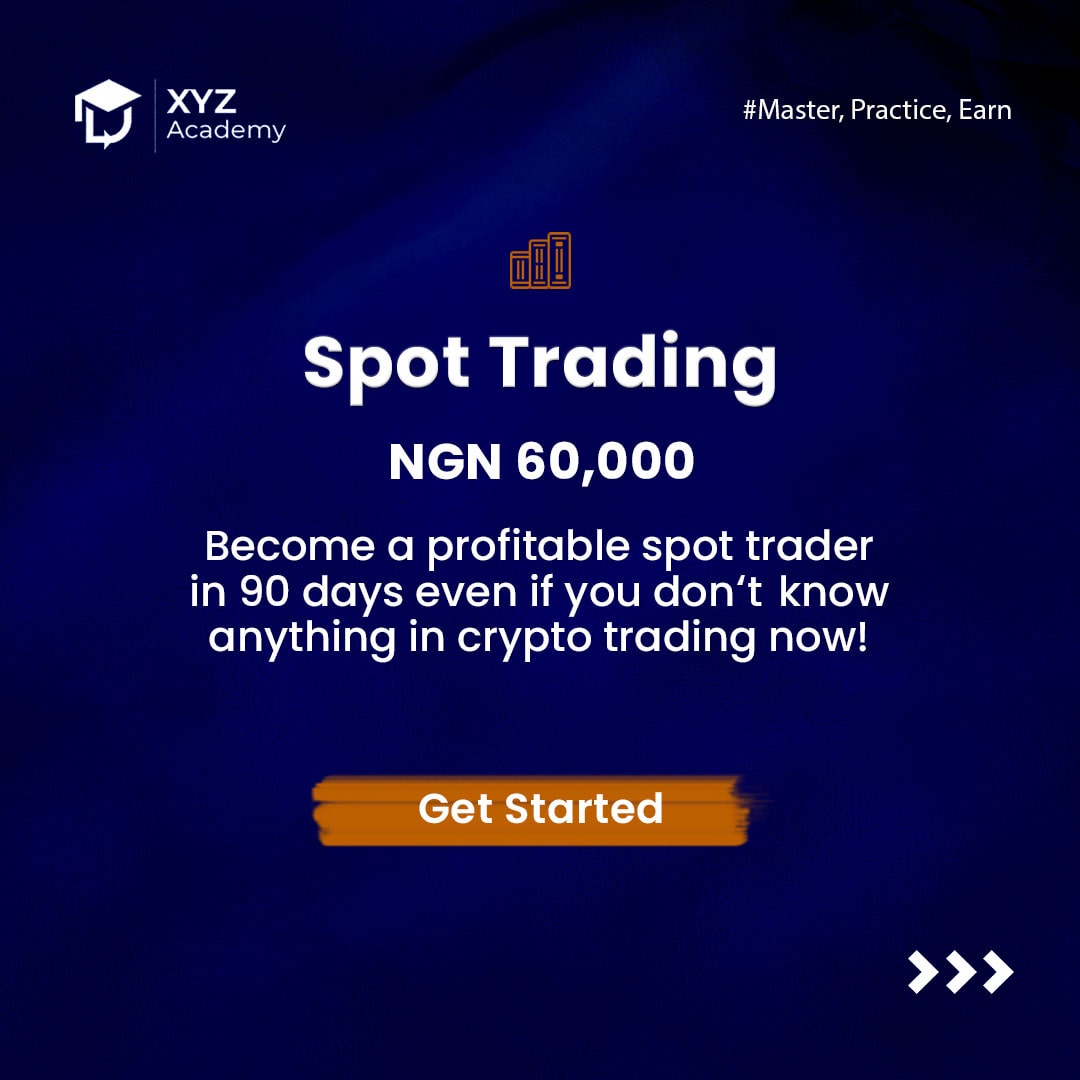 XYZ
Academy
#Master, Practice, Earn
Spot Trading
NGN 60,000
Become a profitable spot trader
in 90 days even if you don‘t know
anything in crypto trading now!
Get Started